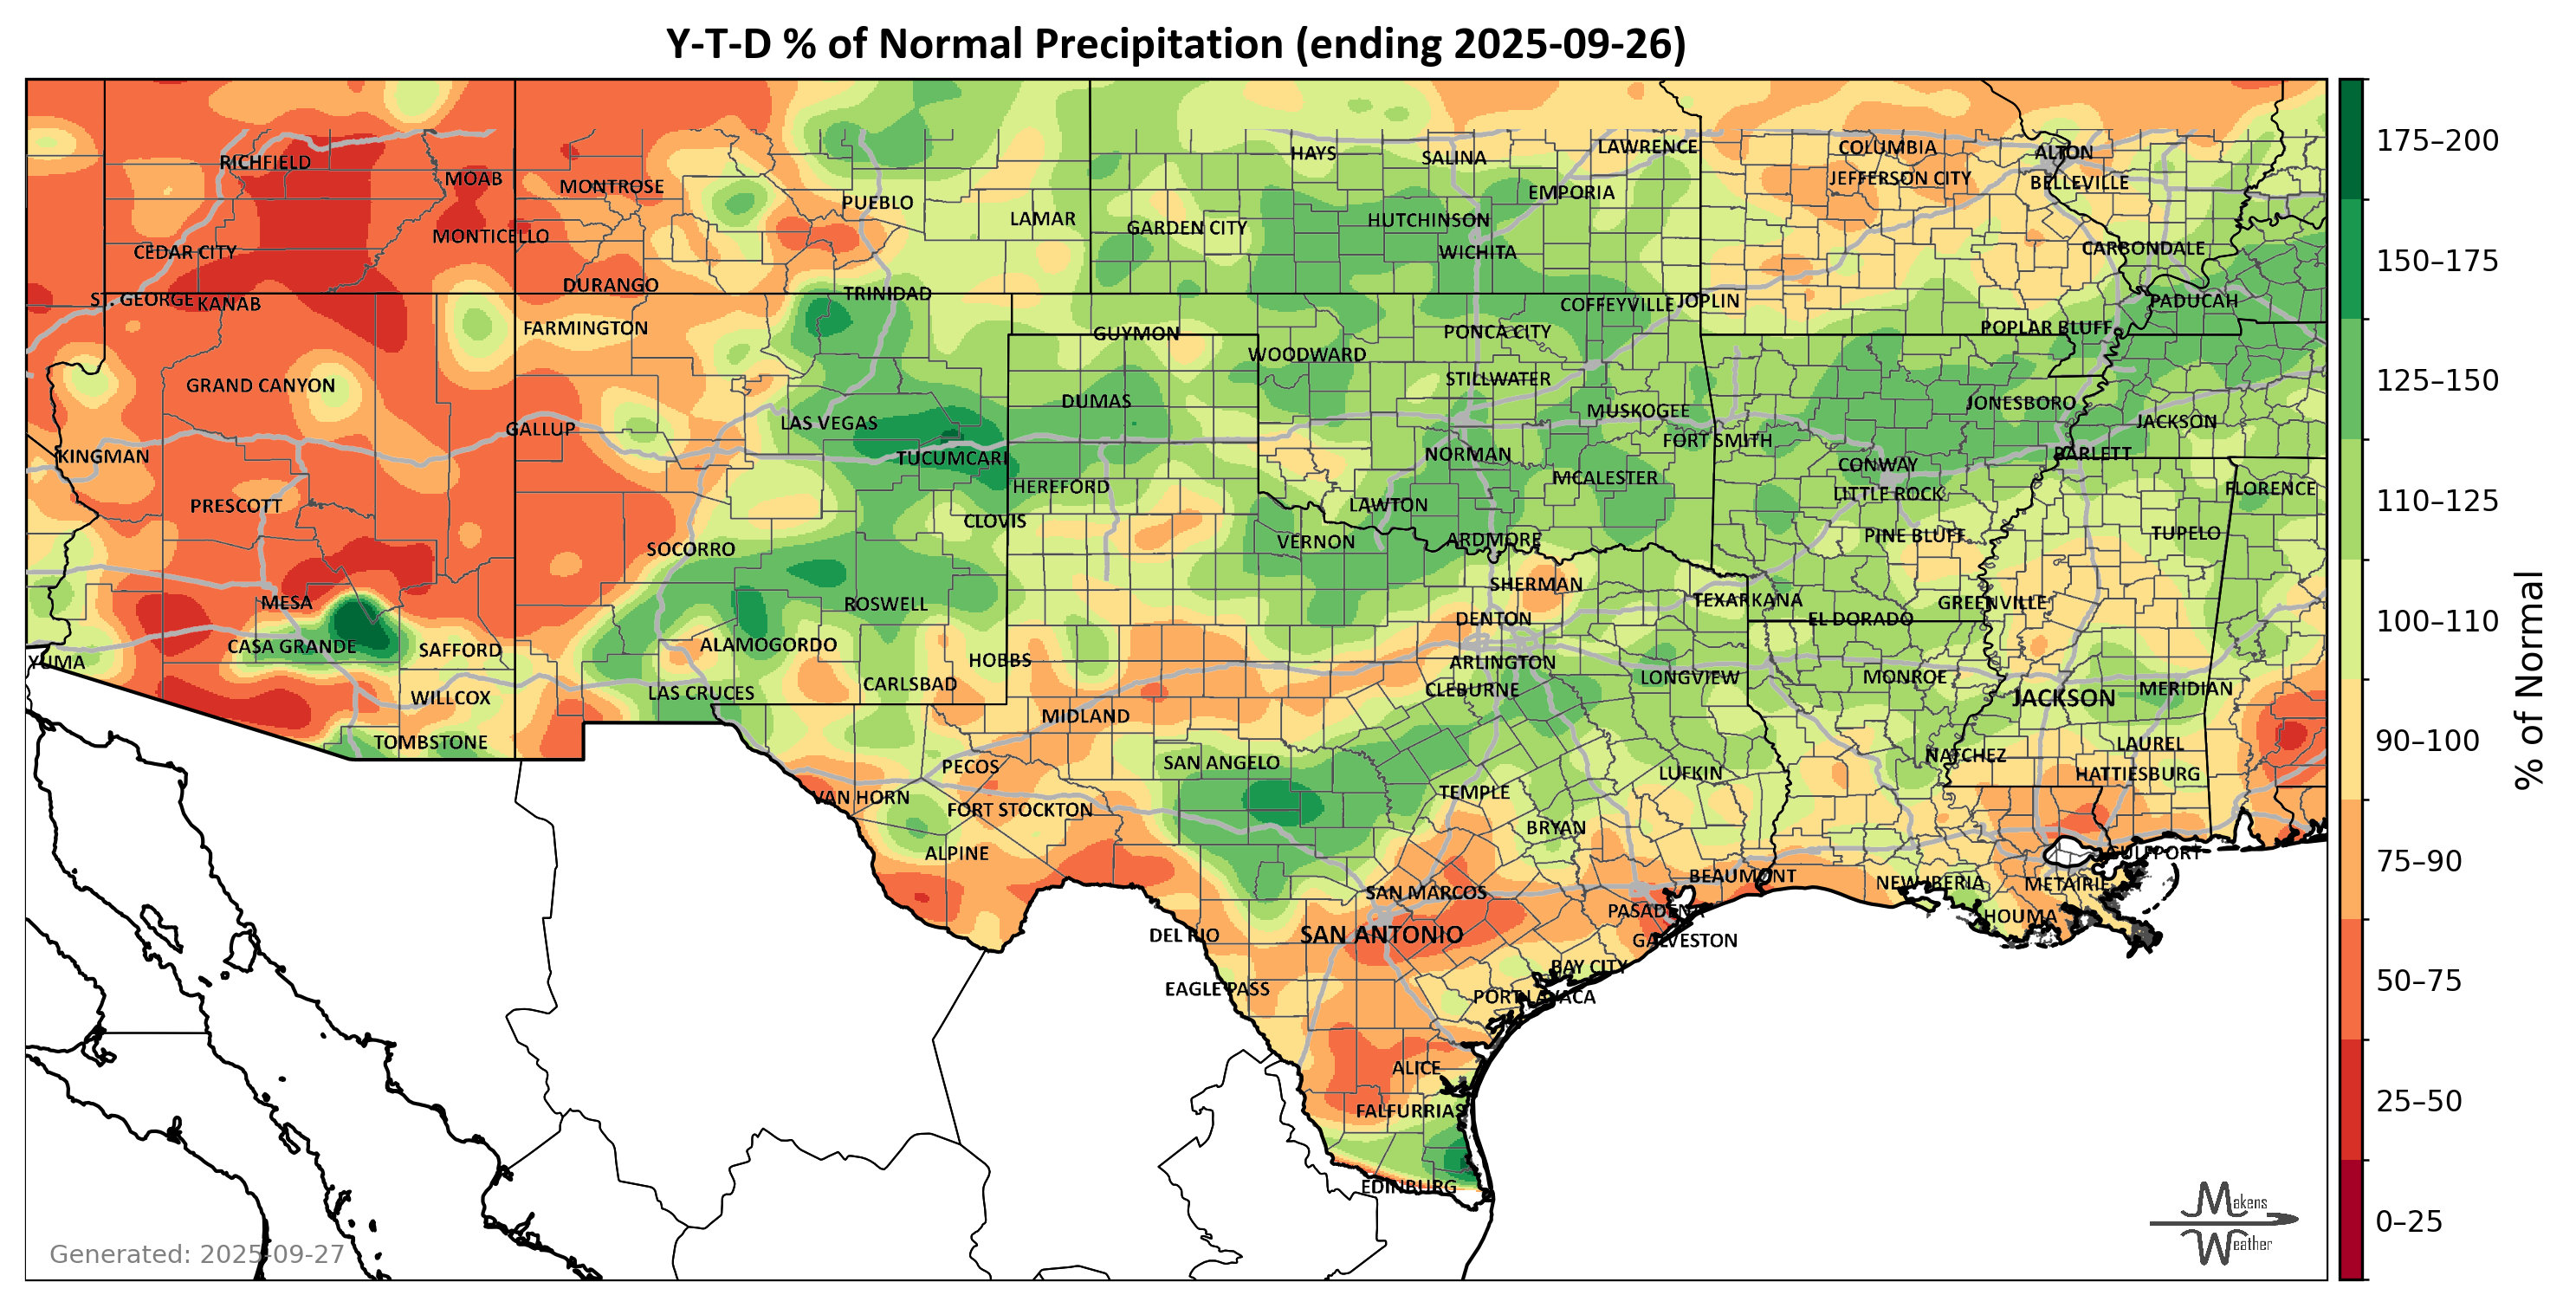 Y-T-D % of Normal Precipitation (ending 2025-09-26)
RICHFIELD
MOAB
MONTROSE
PUEBLO
LAMAR
HAYS
SALINA
LAWRENCE
COLUMBIA
ALTON
JEFFERSON CITY
BELLEVILLE
EMPORIA
GARDEN CITY
HUTCHINSON
WICHITA
MONTICELLO
CEDAR CITY
CARBONDALE
DURANGO
TRINIDAD
ST. GEORGE
KANAB
COFFEYVILLE
JOPLIN
PADUCAH
FARMINGTON
GUYMON
PONCA CITY
POPLAR BLUFF
WOODWARD
GRAND CANYON
STILLWATER
DUMAS
MUSKOGEE
JONESBORO
LAS VEGAS
GALLUP
JACKSON
FORT SMITH
KINGMAN
TUCUMCARI
NORMAN
BARLETT
CONWAY
MCALESTER
HEREFORD
LITTLE ROCK
FLORENCE
PRESCOTT
LAWTON
CLOVIS
VERNON
ARDMORE
PINE BLUFF
TUPELO
SOCORRO
SHERMAN
MESA
ROSWELL
TEXARKANA
GREENVILLE
DENTON
EL DORADO
CASA GRANDE
SAFFORD
ALAMOGORDO
YUMA
HOBBS
ARLINGTON
CARLSBAD
CLEBURNE
LONGVIEW
MONROE
MERIDIAN
WILLCOX
LAS CRUCES
JACKSON
MIDLAND
TOMBSTONE
LAUREL
NATCHEZ
PECOS
SAN ANGELO
LUFKIN
HATTIESBURG
VAN HORN
FORT STOCKTON
TEMPLE
BRYAN
ALPINE
GULFPORT
SAN MARCOS
BEAUMONT
NEW IBERIA
METAIRIE
PASADENA
HOUMA
DEL RIO
SAN ANTONIO
GALVESTON
BAY CITY
EAGLE PASS
PORT LAVACA
ALICE
FALFURRIAS
EDINBURG
175–200
150–175
125–150
110–125
100–110
90–100
75–90
50–75
25–50
0–25
% of Normal
Generated: 2025-09-27
Makens
Weather